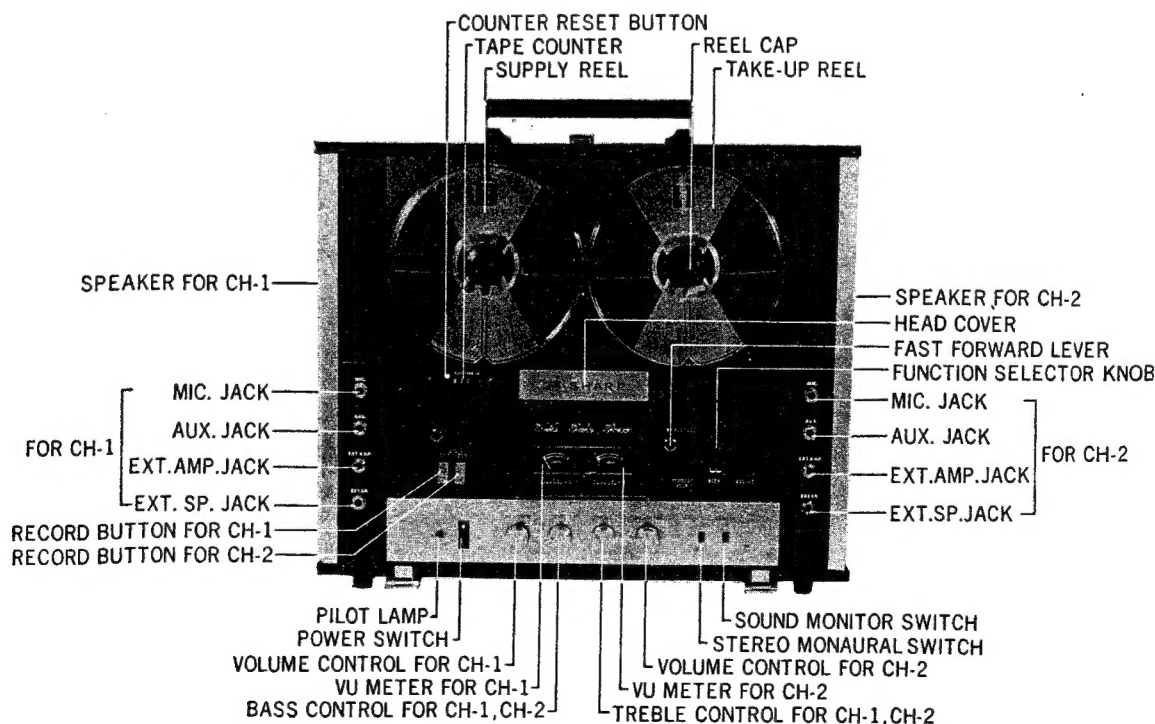 COUNTER RESET BUTTON
TAPE COUNTER
SUPPLY REEL
REEL CAP
TAKE-UP REEL
SPEAKER FOR CH-1
SPEAKER FOR CH-2
HEAD COVER
FAST FORWARD LEVER
FUNCTION SELECTOR KNOB
MIC. JACK
AUX. JACK
FOR CH-1
EXT.AMP.JACK
EXT. SP. JACK
MIC. JACK
AUX. JACK
FOR CH-2
EXT.AMP.JACK
EXT.SP.JACK
RECORD BUTTON FOR CH-1
RECORD BUTTON FOR CH-2
PILOT LAMP
POWER SWITCH
VOLUME CONTROL FOR CH-1
VU METER FOR CH-1
BASS CONTROL FOR CH-1,CH-2
SOUND MONITOR SWITCH
STEREO MONAURAL SWITCH
VOLUME CONTROL FOR CH-2
VU METER FOR CH-2
TREBLE CONTROL FOR CH-1,CH-2
SHARP